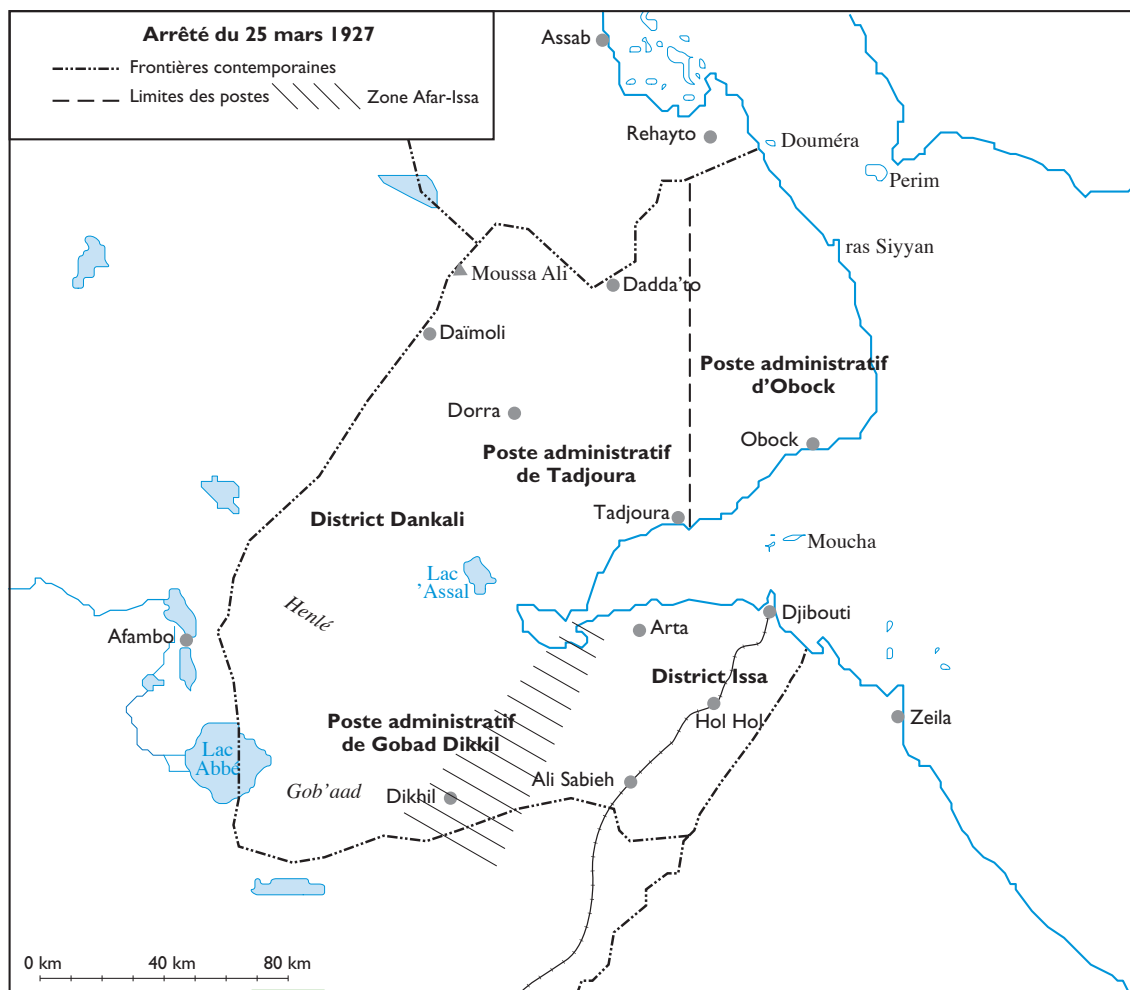 Arrêté du 25 mars 1927
Frontières contemporaines
Limites des postes
Zone Afar-Issa
Assab
Rehayto
Douméra
Perim
ras Siyyan
Moussa Ali
Dadda'to
Daïmoli
Poste administratif
d'Obock
Dorra
Obock
Poste administratif
de Tadjoura
District Dankali
Tadjoura
Moucha
Lac
'Assal
Henlé
Djibouti
Afambo
Arta
District Issa
Hol Hol
Zeila
Poste administratif
de Gobad Dikkil
Lac
Abbé
Ali Sabieh
Gob'aad
Dikhil
0 km 40 km 80 km